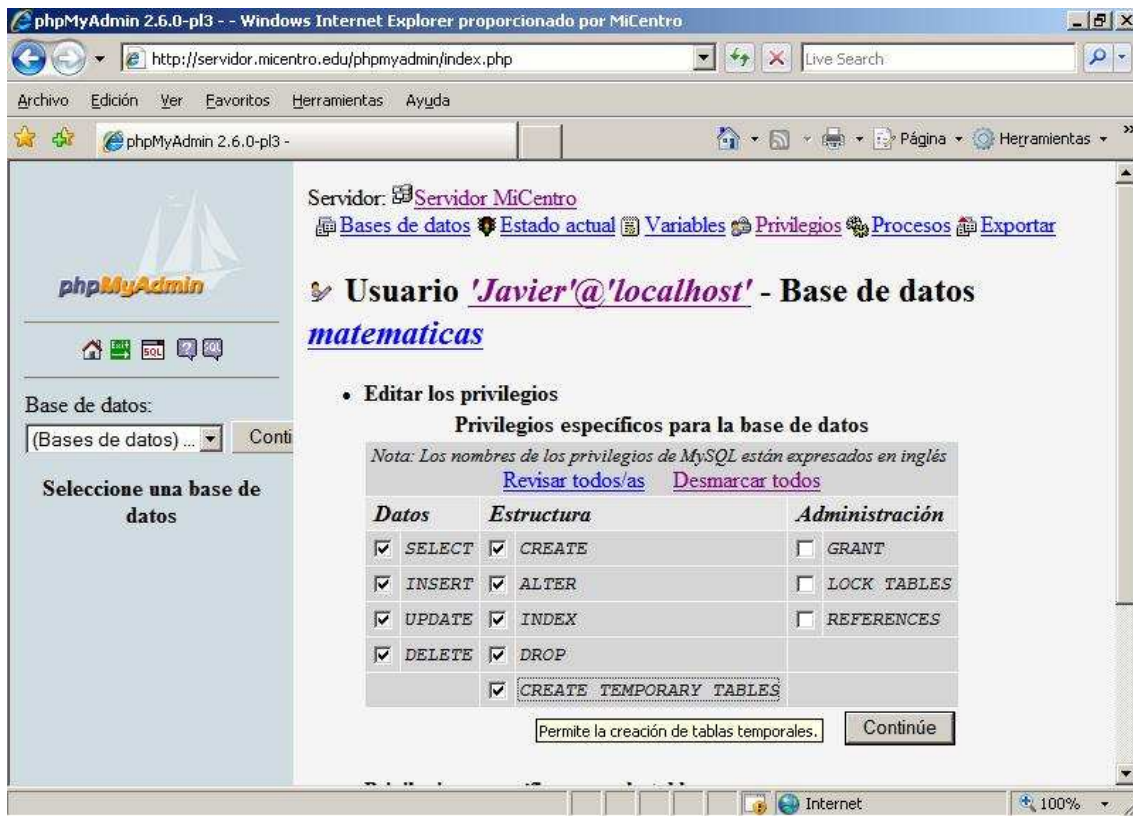 phpMyAdmin 2.6.0-pl3 - - Windows Internet Explorer proporcionado por MiCentro
http://servidor.micentro.edu/phpmyadmin/index.php
Live Search
Archivo Edición Ver Favoritos Herramientas Ayuda
phpMyAdmin 2.6.0-pl3 -
Página Herramientas
phpMyAdmin
Exit
SQL
SQL
Base de datos:
(Bases de datos) ...
Conti
Seleccione una base de
datos
Servidor: Servidor MiCentro
Bases de datos Estado actual Variables Privilegios Procesos Exportar
Usuario 'Javier'@'localhost' - Base de datos
matematicas
• Editar los privilegios
Privilegios específicos para la base de datos
Nota: Los nombres de los privilegios de MySQL están expresados en inglés
Revisar todos/as Desmarcar todos
Datos Estructura Administración
SELECT CREATE GRANT
INSERT ALTER LOCK TABLES
UPDATE INDEX REFERENCES
DELETE DROP
CREATE TEMPORARY TABLES
Permite la creación de tablas temporales.
Continúe
Internet
100%